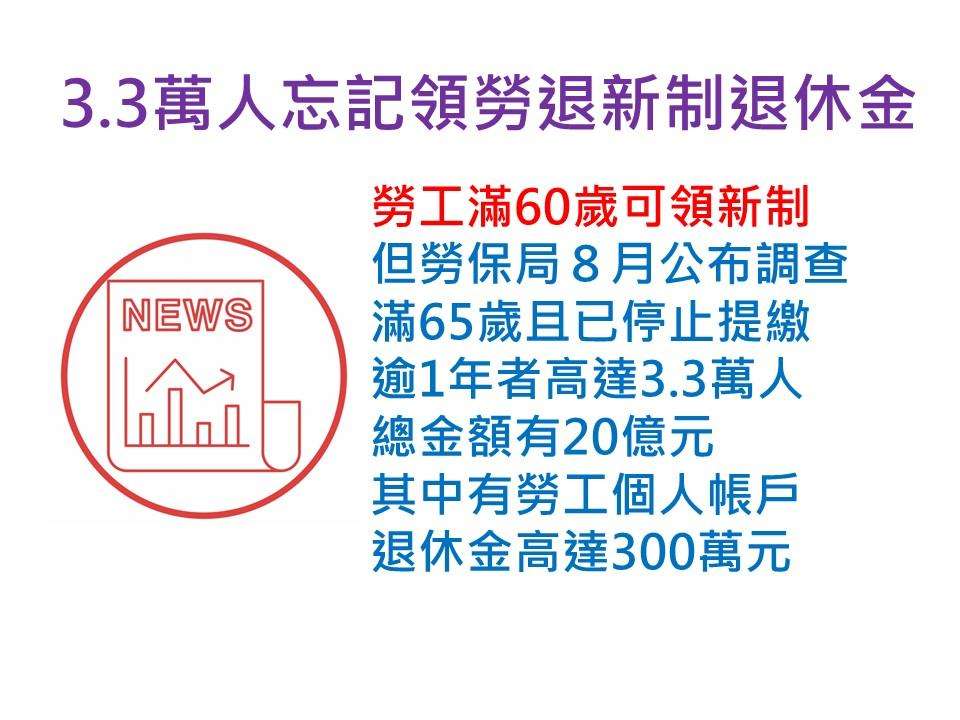 3.3萬人忘記領勞退新制退休金
勞工滿60歲可領新制
但勞保局８月公布調查
滿65歲且已停止提繳
逾1年者高達3.3萬人
總金額有20億元
其中有勞工個人帳戶
退休金高達300萬元
NEWS